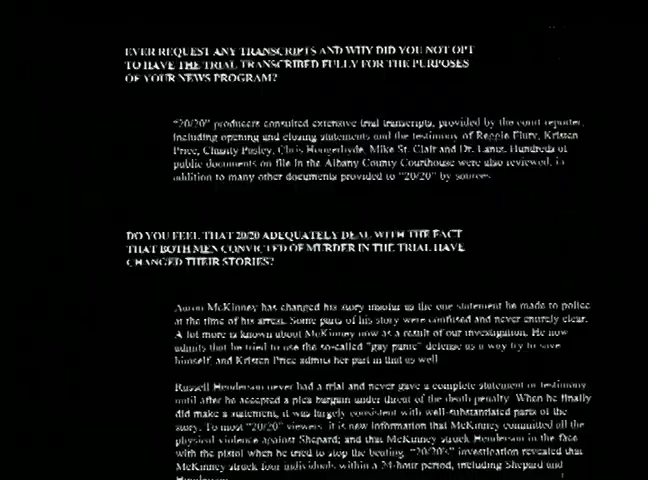 EVER REQUEST ANY TRANSCRIPTS AND WHY DID YOU NOT OPT
TO HAVE THE TRIAL TRANSCRIBED FULLY FOR THE PURPOSES
OF YOUR NEWS PROGRAM?
"20/20" producers consulted extensive trial transcripts, provided by the court reporter,
including opening and closing statements and the testimony of Reggie Fluty, Kristen
Price, Chasity Pasley, Chris Hoogerhyde, Mike St. Clair and Dr. Lantz. Hundreds of
public documents on file in the Albany County Courthouse were also reviewed, in
addition to many other documents provided to "20/20" by sources.
DO YOU FEEL THAT 20/20 ADEQUATELY DEAL WITH THE FACT
THAT BOTH MEN CONVICTED OF MURDER IN THE TRIAL HAVE
CHANGED THEIR STORIES?
Aaron McKinney has changed his story insofar as the one statement he made to police
at the time of his arrest. Some parts of his story were confused and never entirely clear.
A lot more is known about McKinney now as a result of our investigation. He now
admits that he tried to use the so-called "gay panic" defense as a way try to save
himself, and Kristen Price admits her part in that as well.
Russell Henderson never had a trial and never gave a complete statement or testimony
until after he accepted a plea bargain under threat of the death penalty. When he finally
did make a statement, it was largely consistent with well-substantiated parts of the
story. To most "20/20" viewers, it is new information that McKinney committed all the
physical violence against Shepard; and that McKinney struck Henderson in the face
with the pistol when he tried to stop the beating. "20/20's" investigation revealed that
McKinney struck four individuals within a 24-hour period, including Shepard and
Henderson.